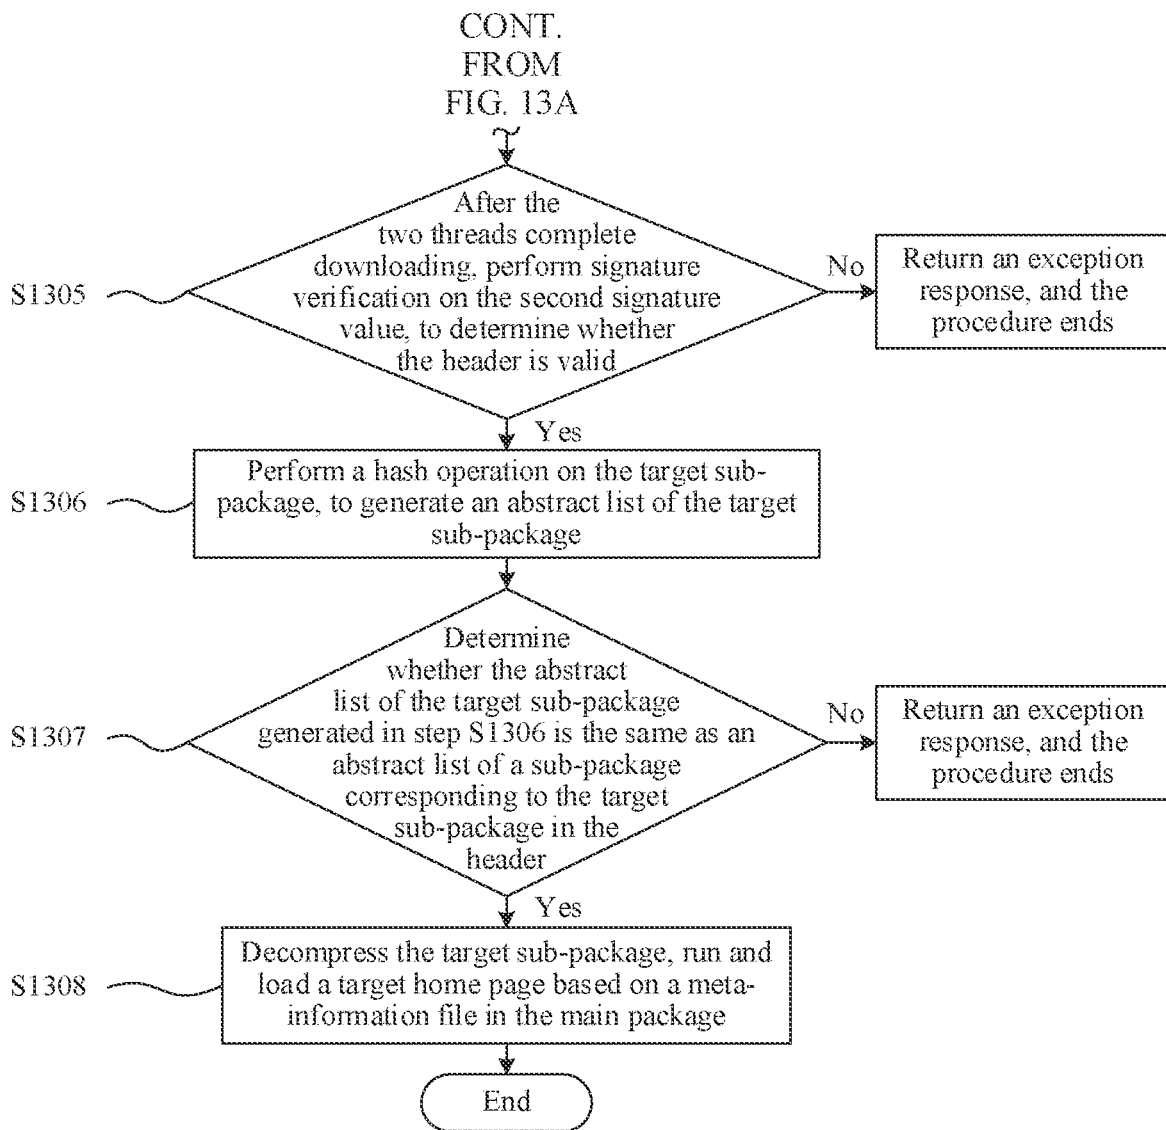 CONT.
FROM
FIG. 13A
S1305
After the
two threads complete
downloading, perform signature
verification on the second signature
value, to determine whether
the header is valid
No
Return an exception
response, and the
procedure ends
Yes
S1306
Perform a hash operation on the target sub-
package, to generate an abstract list of the target
sub-package
S1307
Determine
whether the abstract
list of the target sub-package
generated in step S1306 is the same as an
abstract list of a sub-package
corresponding to the target
sub-package in the
header
No
Return an exception
response, and the
procedure ends
Yes
S1308
Decompress the target sub-package, run and
load a target home page based on a meta-
information file in the main package
End